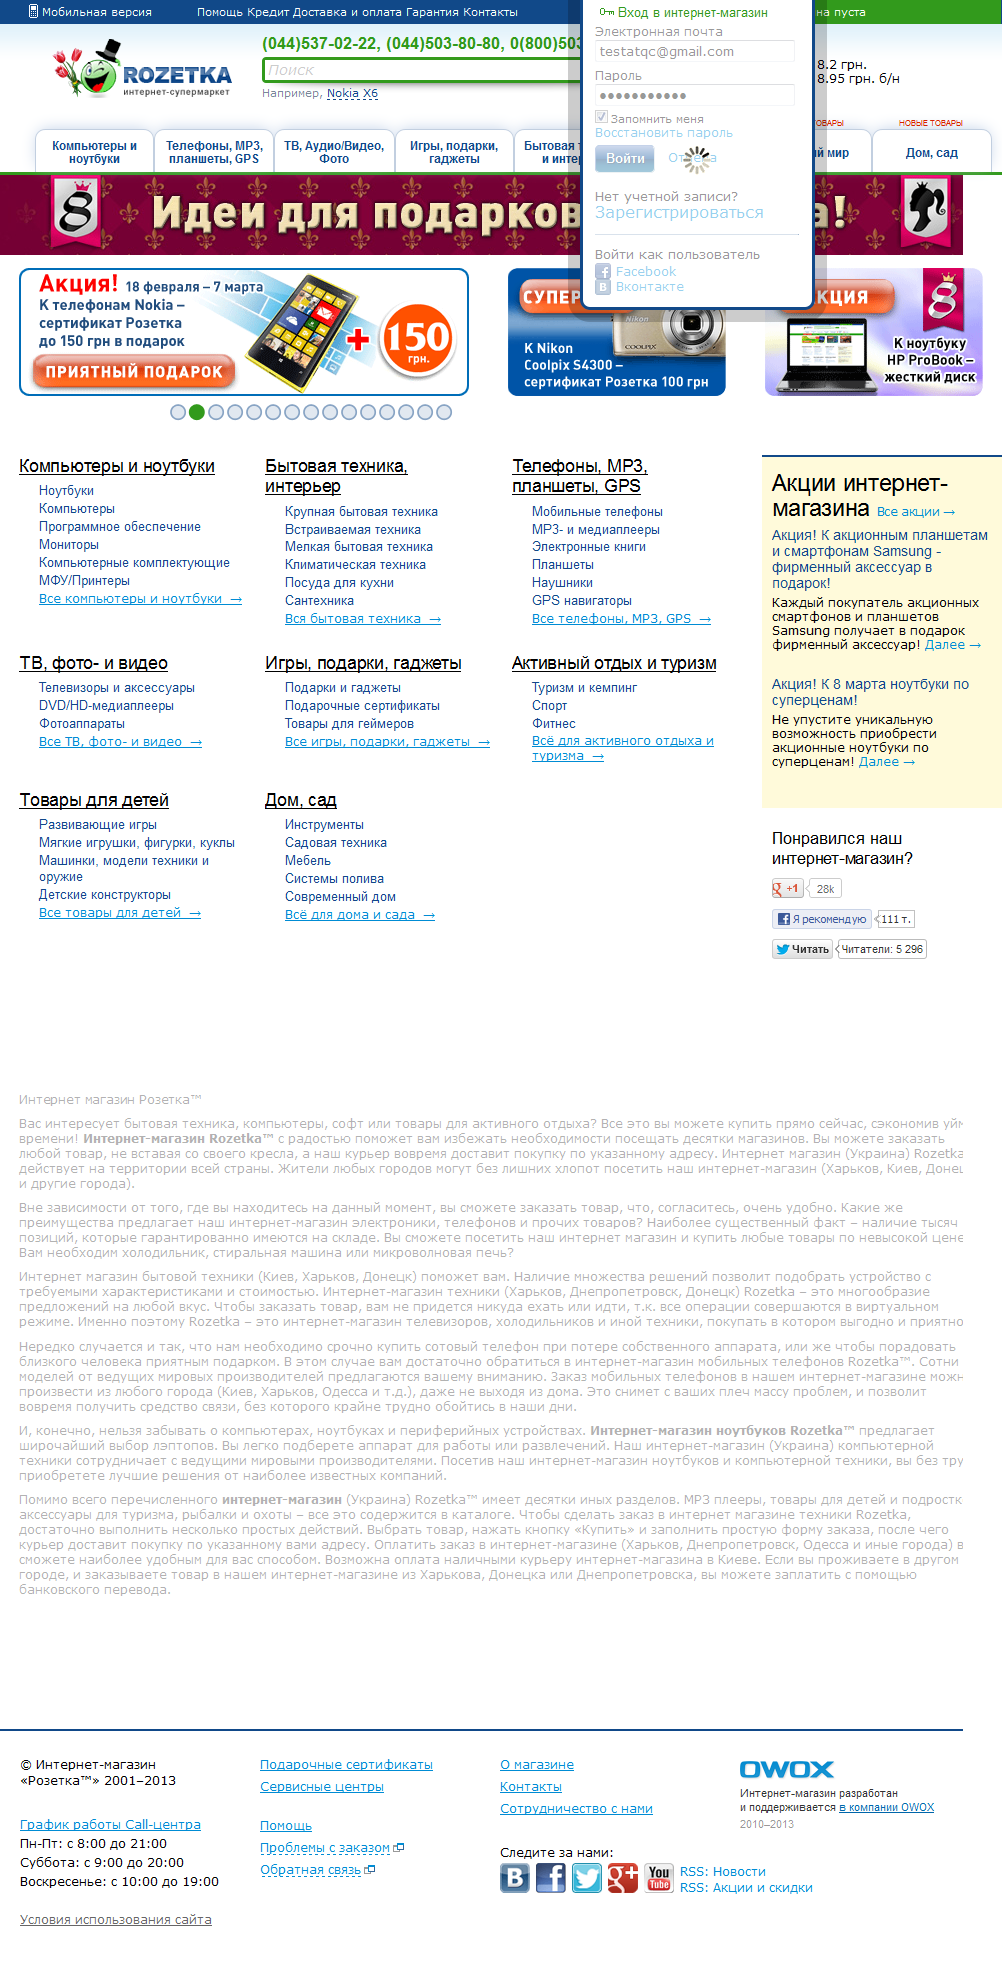 Мобильная версия
Помощь Кредит Доставка и оплата Гарантия Контакты
на пуста
(044)537-02-22, (044)503-80-80, 0(800)503
ROZETKA
интернет-супермаркет
Поиск
Например, Nokia X6
8.2 грн.
8.95 грн. б/н
Вход в интернет-магазин
Электронная почта
testatqc@gmail.com
Пароль
Запомнить меня
Восстановить пароль
Войти
Отмена
Нет учетной записи?
Зарегистрироваться
Войти как пользователь
Facebook
Вконтакте
ТОВАРЫ
НОВЫЕ ТОВАРЫ
Компьютеры и
ноутбуки
Телефоны, MP3,
планшеты, GPS
ТВ, Аудио/Видео,
Фото
Игры, подарки,
гаджеты
Бытовая т
и интер
й мир
Дом, сад
8 Идеи для подарков а!
Акция! 18 февраля – 7 марта
К телефонам Nokia –
сертификат Розетка
до 150 грн в подарок
ПРИЯТНЫЙ ПОДАРОК
+ 150
грн.
СУПЕР
Nikon
COOLPIX
К Nikon
Coolpix S4300 –
сертификат Розетка 100 грн
КЦИЯ
8
К ноутбуку
HP ProBook –
жесткий диск
Компьютеры и ноутбуки
Ноутбуки
Компьютеры
Программное обеспечение
Мониторы
Компьютерные комплектующие
МФУ/Принтеры
Все компьютеры и ноутбуки →
Бытовая техника,
интерьер
Крупная бытовая техника
Встраиваемая техника
Мелкая бытовая техника
Климатическая техника
Посуда для кухни
Сантехника
Вся бытовая техника →
Телефоны, MP3,
планшеты, GPS
Мобильные телефоны
MP3- и медиаплееры
Электронные книги
Планшеты
Наушники
GPS навигаторы
Все телефоны, MP3, GPS →
ТВ, фото- и видео
Телевизоры и аксессуары
DVD/HD-медиаплееры
Фотоаппараты
Все ТВ, фото- и видео →
Игры, подарки, гаджеты
Подарки и гаджеты
Подарочные сертификаты
Товары для геймеров
Все игры, подарки, гаджеты →
Активный отдых и туризм
Туризм и кемпинг
Спорт
Фитнес
Всё для активного отдыха и
туризма →
Товары для детей
Развивающие игры
Мягкие игрушки, фигурки, куклы
Машинки, модели техники и
оружие
Детские конструкторы
Все товары для детей →
Дом, сад
Инструменты
Садовая техника
Мебель
Системы полива
Современный дом
Всё для дома и сада →
Акции интернет-
магазина Все акции →
Акция! К акционным планшетам
и смартфонам Samsung -
фирменный аксессуар в
подарок!
Каждый покупатель акционных
смартфонов и планшетов
Samsung получает в подарок
фирменный аксессуар! Далее →
Акция! К 8 марта ноутбуки по
суперценам!
Не упустите уникальную
возможность приобрести
акционные ноутбуки по
суперценам! Далее →
Понравился наш
интернет-магазин?
+1 28k
Я рекомендую 111 т.
Читать Читатели: 5 296
Интернет магазин Розетка™
Вас интересует бытовая техника, компьютеры, софт или товары для активного отдыха? Все это вы можете купить прямо сейчас, сэкономив уйм
времени! Интернет-магазин Rozetka™ с радостью поможет вам избежать необходимости посещать десятки магазинов. Вы можете заказать
любой товар, не вставая со своего кресла, а наш курьер вовремя доставит покупку по указанному адресу. Интернет магазин (Украина) Rozetka
действует на территории всей страны. Жители любых городов могут без лишних хлопот посетить наш интернет-магазин (Харьков, Киев, Донец
и другие города).
Вне зависимости от того, где вы находитесь на данный момент, вы сможете заказать товар, что, согласитесь, очень удобно. Какие же
преимущества предлагает наш интернет-магазин электроники, телефонов и прочих товаров? Наиболее существенный факт – наличие тысяч
позиций, которые гарантированно имеются на складе. Вы сможете посетить наш интернет магазин и купить любые товары по невысокой цене
Вам необходим холодильник, стиральная машина или микроволновая печь?
Интернет магазин бытовой техники (Киев, Харьков, Донецк) поможет вам. Наличие множества решений позволит подобрать устройство с
требуемыми характеристиками и стоимостью. Интернет-магазин техники (Харьков, Днепропетровск, Донецк) Rozetka – это многообразие
предложений на любой вкус. Чтобы заказать товар, вам не придется никуда ехать или идти, т.к. все операции совершаются в виртуальном
режиме. Именно поэтому Rozetka – это интернет-магазин телевизоров, холодильников и иной техники, покупать в котором выгодно и приятно
Нередко случается и так, что нам необходимо срочно купить сотовый телефон при потере собственного аппарата, или же чтобы порадовать
близкого человека приятным подарком. В этом случае вам достаточно обратиться в интернет-магазин мобильных телефонов Rozetka™. Сотни
моделей от ведущих мировых производителей предлагаются вашему вниманию. Заказ мобильных телефонов в нашем интернет-магазине можн
произвести из любого города (Киев, Харьков, Одесса и т.д.), даже не выходя из дома. Это снимет с ваших плеч массу проблем, и позволит
вовремя получить средство связи, без которого крайне трудно обойтись в наши дни.
И, конечно, нельзя забывать о компьютерах, ноутбуках и периферийных устройствах. Интернет-магазин ноутбуков Rozetka™ предлагает
широчайший выбор лэптопов. Вы легко подберете аппарат для работы или развлечений. Наш интернет-магазин (Украина) компьютерной
техники сотрудничает с ведущими мировыми производителями. Посетив наш интернет-магазин ноутбуков и компьютерной техники, вы без тру
приобретете лучшие решения от наиболее известных компаний.
Помимо всего перечисленного интернет-магазин (Украина) Rozetka™ имеет десятки иных разделов. MP3 плееры, товары для детей и подростк
аксессуары для туризма, рыбалки и охоты – все это содержится в каталоге. Чтобы сделать заказ в интернет магазине техники Rozetka,
достаточно выполнить несколько простых действий. Выбрать товар, нажать кнопку «Купить» и заполнить простую форму заказа, после чего
курьер доставит покупку по указанному вами адресу. Оплатить заказ в интернет-магазине (Харьков, Днепропетровск, Одесса и иные города) в
сможете наиболее удобным для вас способом. Возможна оплата наличными курьеру интернет-магазина в Киеве. Если вы проживаете в другом
городе, и заказываете товар в нашем интернет-магазине из Харькова, Донецка или Днепропетровска, вы можете заплатить с помощью
банковского перевода.
© Интернет-магазин
«Розетка™» 2001–2013
График работы Call-центра
Пн-Пт: с 8:00 до 21:00
Суббота: с 9:00 до 20:00
Воскресенье: с 10:00 до 19:00
Условия использования сайта
Подарочные сертификаты
Сервисные центры
Помощь
Проблемы с заказом
Обратная связь
О магазине
Контакты
Сотрудничество с нами
Следите за нами:
You Tube
RSS: Новости
RSS: Акции и скидки
OWOX
Интернет-магазин разработан
и поддерживается в компании OWOX
2010–2013